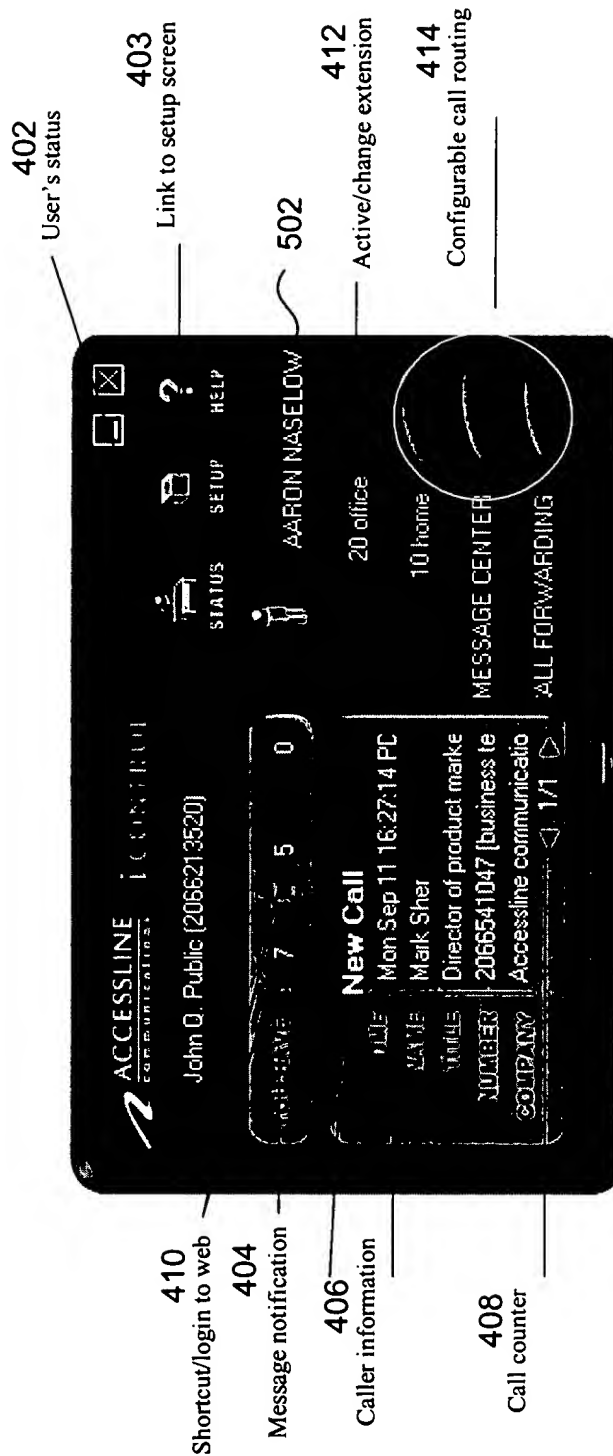 402
User's status
403
Link to setup screen
502
412
Active/change extension
414
Configurable call routing
ACCESSLINE
communications
John Q. Public [2066213520]
STATUS
SETUP
HELP
AARON NASELOW
20 office
10 home
MESSAGE CENTER
ALL FORWARDING
7 5 0
New Call
Mon Sep 11 16:27:14 PD
NAME Mark Sher
Director of product marke
NUMBER 2066541047 [business te
COMPANY Accessline communicatio
1/1
410
Shortcut/login to web
404
Message notification
406
Caller information
408
Call counter